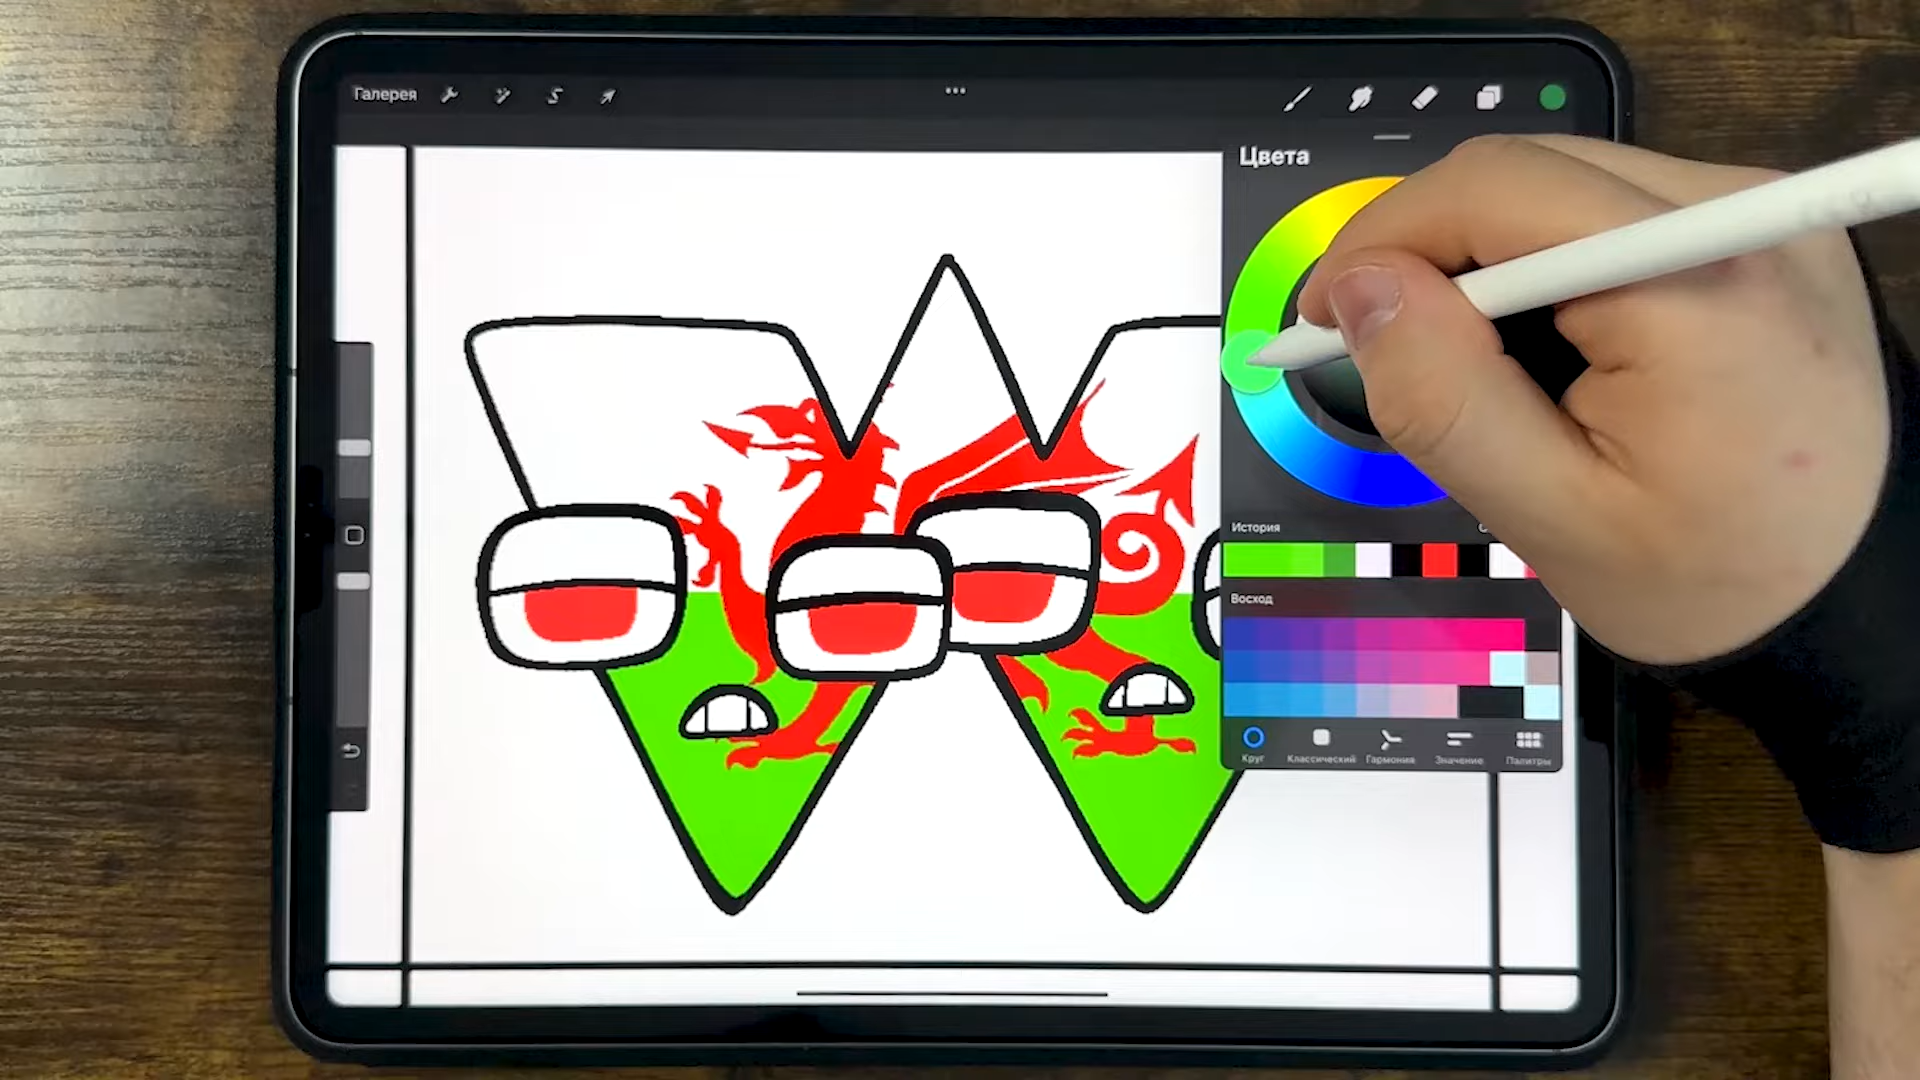 Галерея
Цвета
История
Восход
Круг
Классический
Гармония
Значение
Палитры